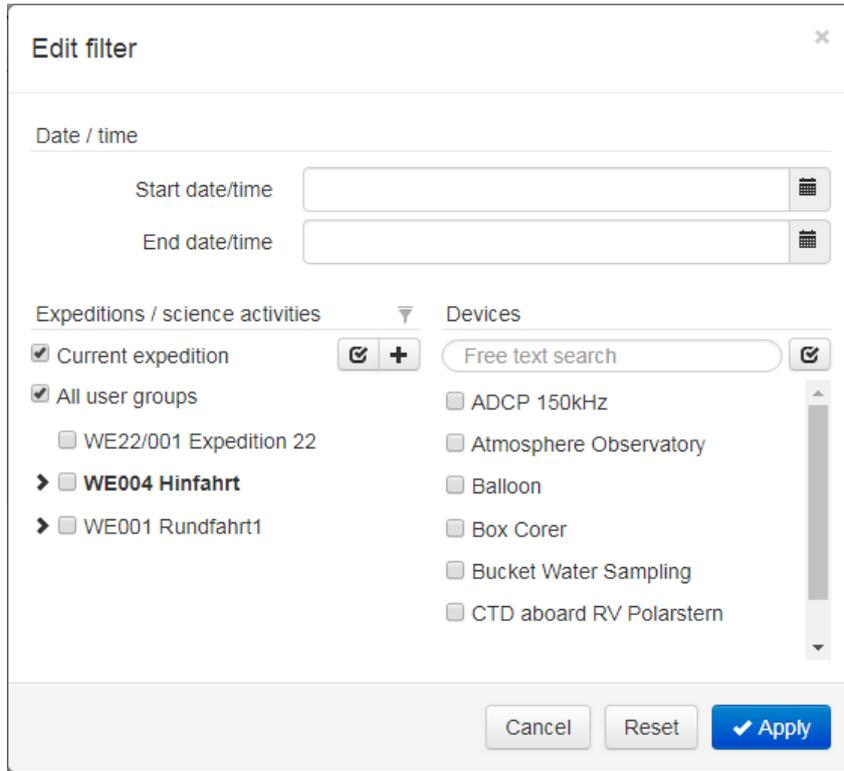 Edit filter
Date / time
Start date/time
End date/time
Expeditions / science activities
Current expedition
All user groups
WE22/001 Expedition 22
WE004 Hinfahrt
WE001 Rundfahrt1
Devices
Free text search
ADCP 150kHz
Atmosphere Observatory
Balloon
Box Corer
Bucket Water Sampling
CTD aboard RV Polarstern
Cancel
Reset
Apply